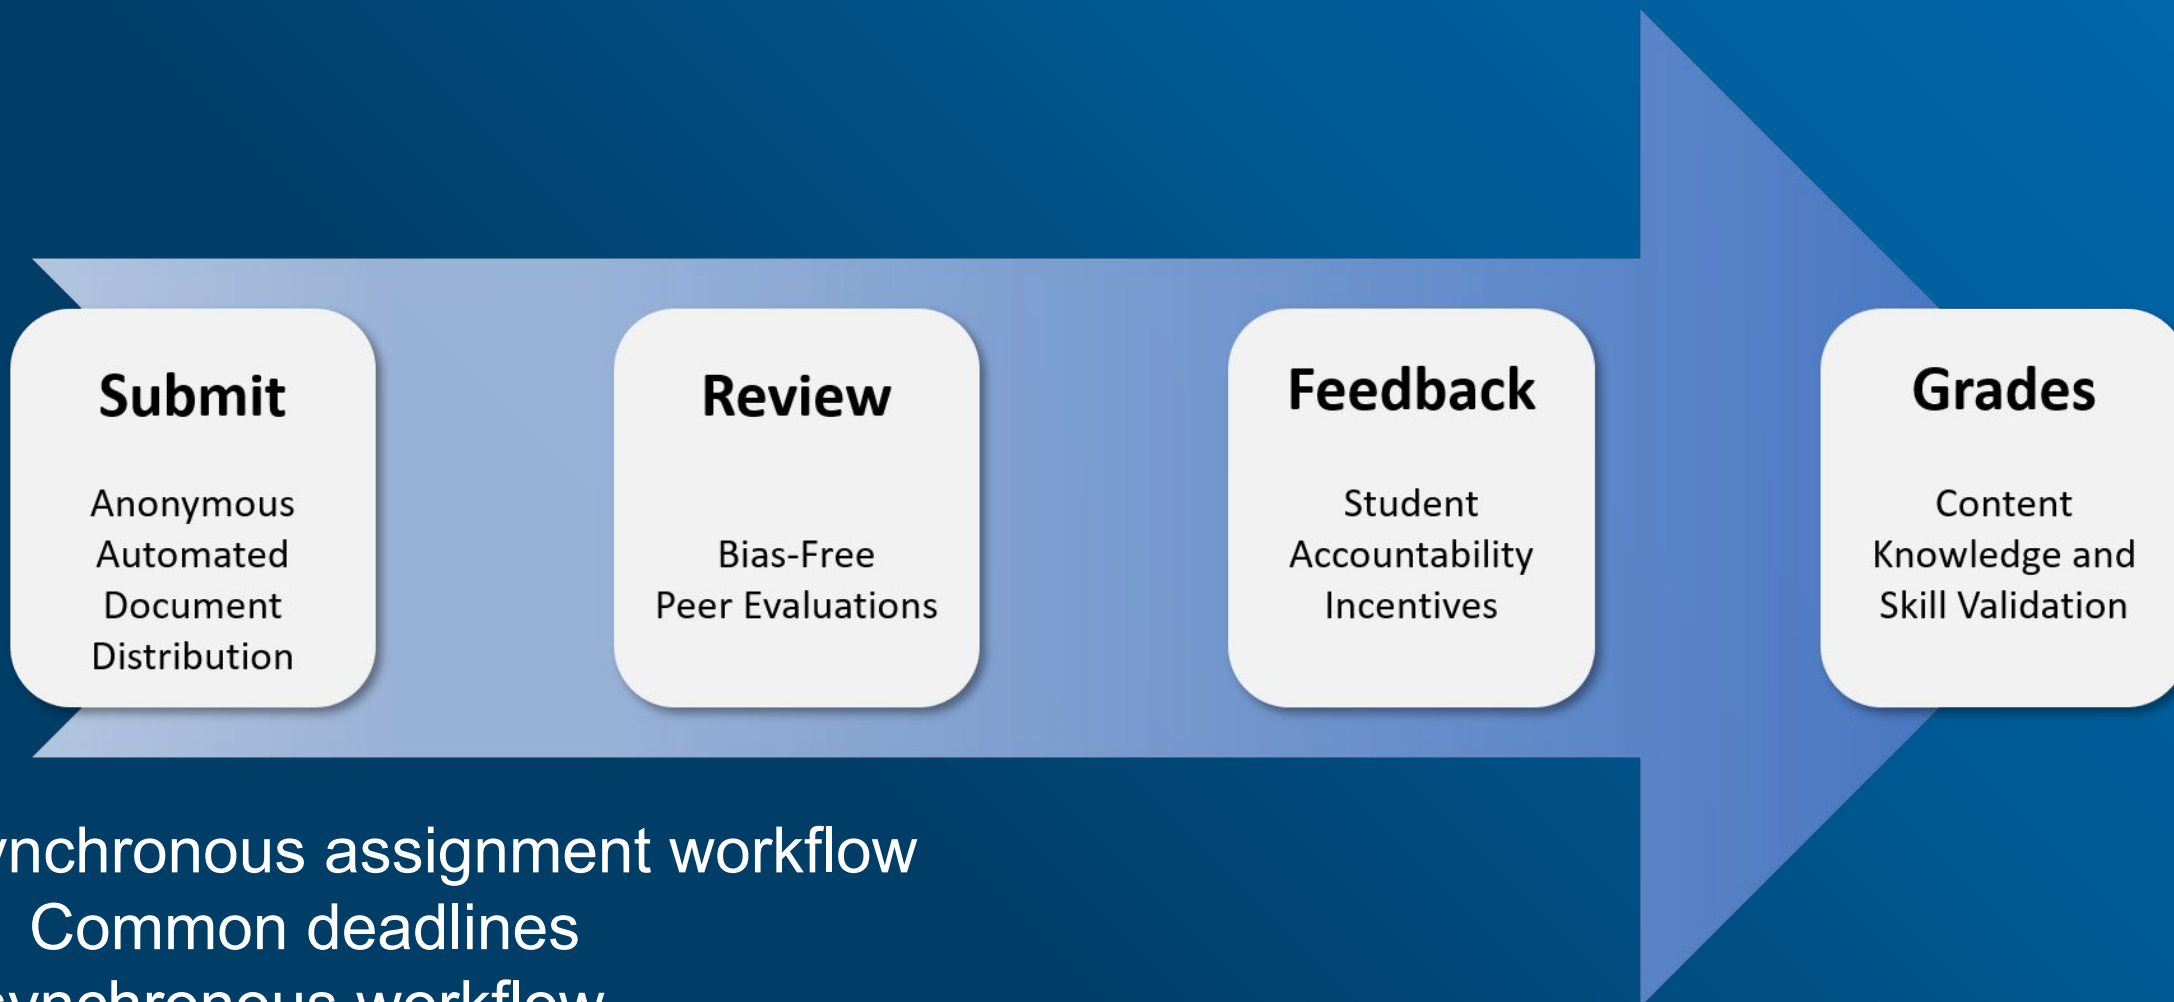 Submit
Anonymous
Automated
Document
Distribution
Review
Bias-Free
Peer Evaluations
Feedback
Student
Accountability
Incentives
Grades
Content
Knowledge and
Skill Validation
assignment workflow
Common deadlines
workflow